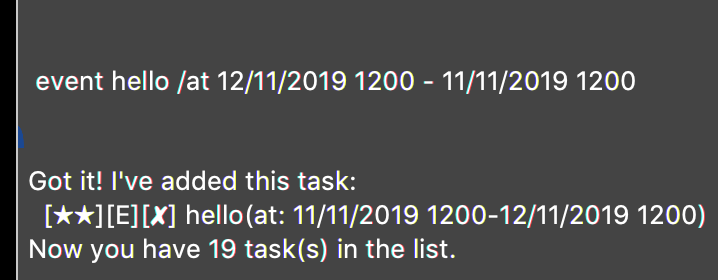 event hello /at 12/11/2019 1200 - 11/11/2019 1200
Got it! I've added this task:
[★★][E][✘] hello(at: 11/11/2019 1200-12/11/2019 1200)
Now you have 19 task(s) in the list.